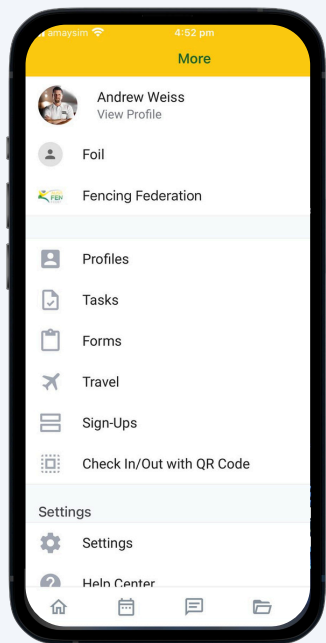 amaysim
4:52 pm
More
Andrew Weiss
View Profile
Foil
FEN
Fencing Federation
Profiles
Tasks
Forms
Travel
Sign-Ups
Check In/Out with QR Code
Settings
Settings
Help Center